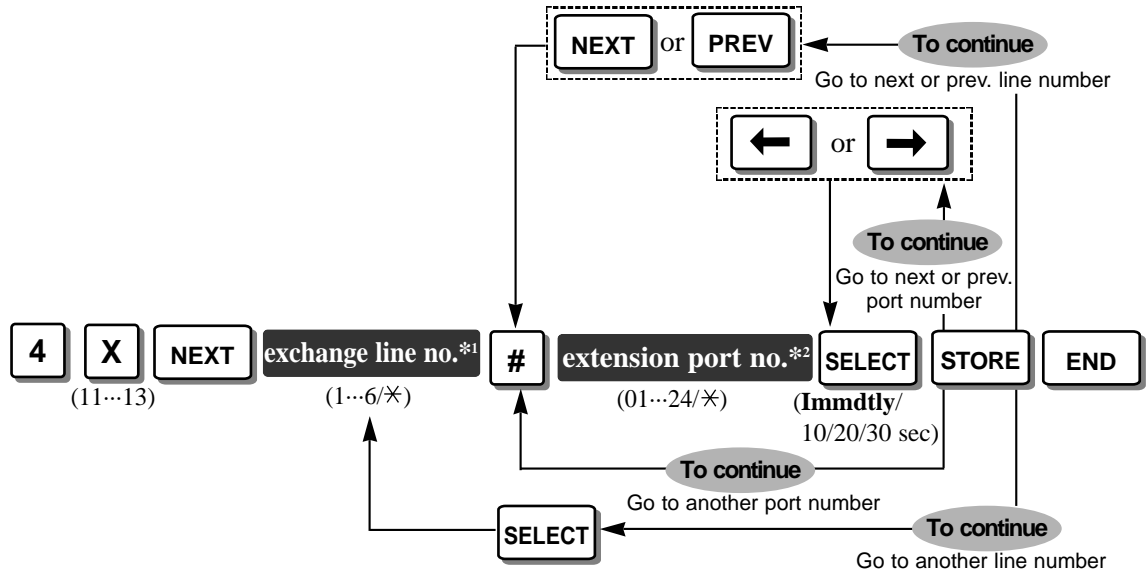 NEXT or PREV To continue
Go to next or prev. line number
← or →
To continue
Go to next or prev.
port number
4 X NEXT exchange line no.*1 # extension port no.*2 SELECT STORE END
(11···13) (1···6/✳) (01···24/✳) (Immdtly/
10/20/30 sec)
To continue
Go to another port number
SELECT To continue
Go to another line number